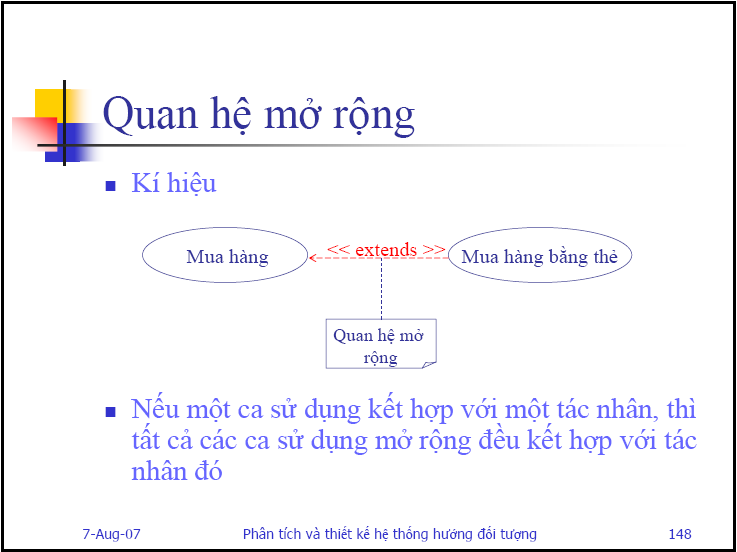 Quan hệ mở rộng
Kí hiệu
Mua hàng
<< extends >>
Mua hàng bằng thẻ
Quan hệ mở
rộng
Nếu một ca sử dụng kết hợp với một tác nhân, thì
tất cả các ca sử dụng mở rộng đều kết hợp với tác
nhân đó
7-Aug-07
Phân tích và thiết kế hệ thống hướng đối tượng
148